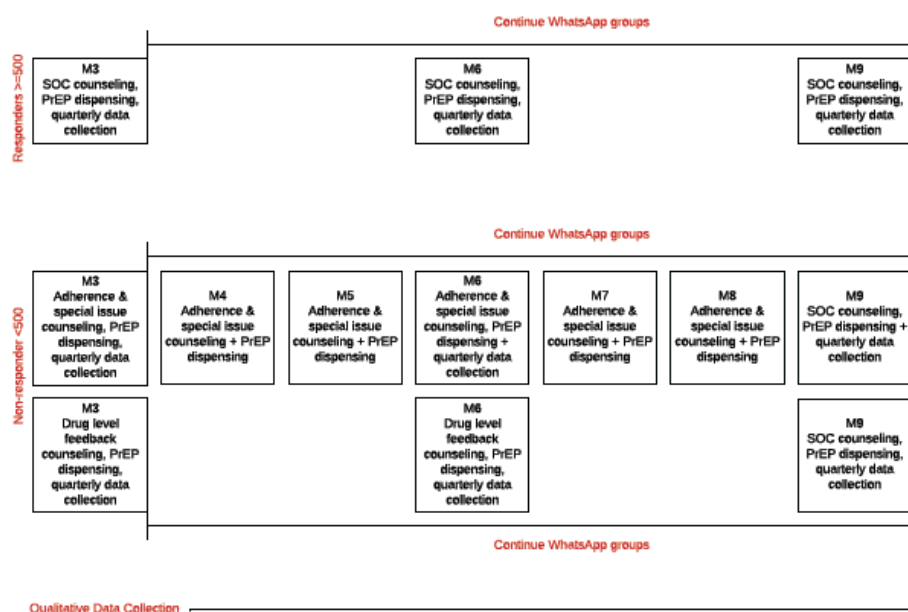 Continue WhatsApp groups
Responders >=500
M3
SOC counseling,
PrEP dispensing,
quarterly data
collection
M6
SOC counseling,
PrEP dispensing,
quarterly data
collection
M9
SOC counseling,
PrEP dispensing,
quarterly data
collection
Continue WhatsApp groups
Non-responder <500
M3
Adherence &
special issue
counseling, PrEP
dispensing,
quarterly data
collection
M4
Adherence &
special issue
counseling + PrEP
dispensing
M5
Adherence &
special issue
counseling + PrEP
dispensing
M6
Adherence &
special issue
counseling, PrEP
dispensing +
quarterly data
collection
M7
Adherence &
special issue
counseling + PrEP
dispensing
M8
Adherence &
special issue
counseling + PrEP
dispensing
M9
SOC counseling,
PrEP dispensing +
quarterly data
collection
M3
Drug level
feedback
counseling, PrEP
dispensing,
quarterly data
collection
M6
Drug level
feedback
counseling, PrEP
dispensing,
quarterly data
collection
M9
SOC counseling,
PrEP dispensing,
quarterly data
collection
Continue WhatsApp groups
Qualitative Data Collection